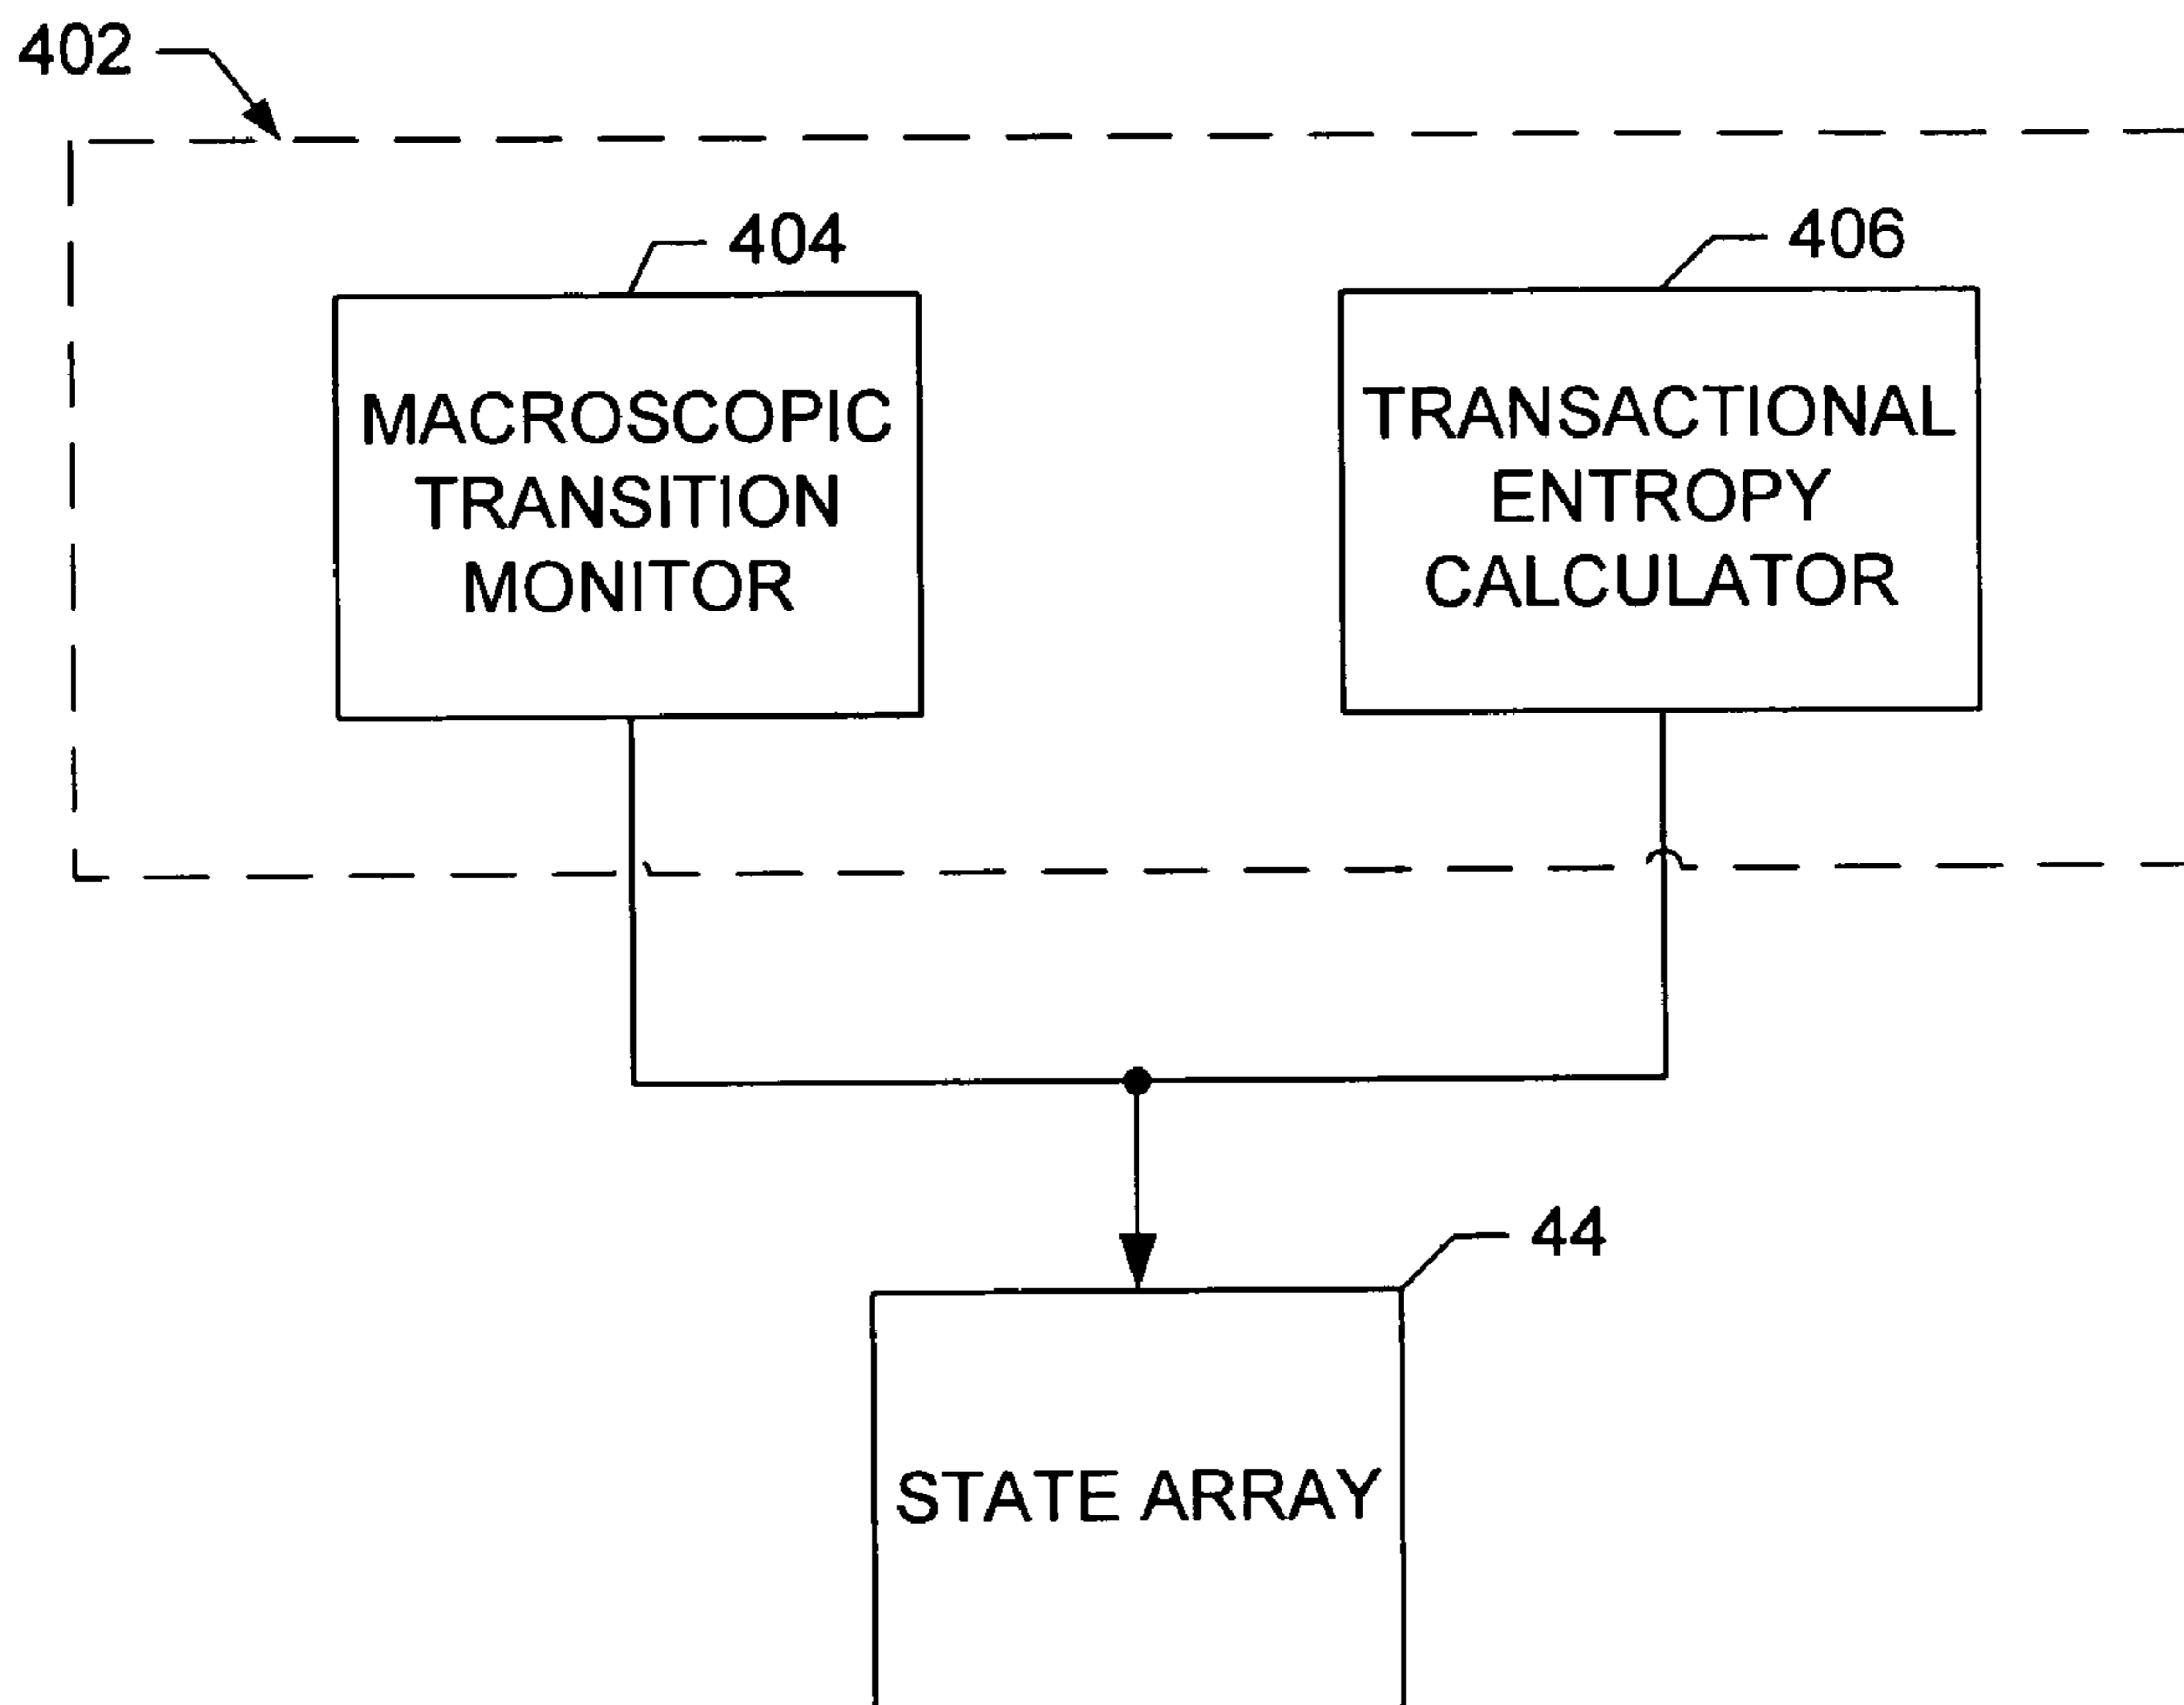 402
404
406
MACROSCOPIC
TRANSITION
MONITOR
TRANSACTIONAL
ENTROPY
CALCULATOR
44
STATE ARRAY